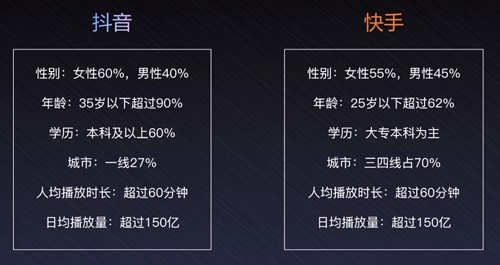 抖音
性别：女性60%，男性40%
年龄：35岁以下超过90%
学历：本科及以上60%
城市：一线27%
人均播放时长：超过60分钟
日均播放量：超过150亿
快手
性别：女性55%，男性45%
年龄：25岁以下超过62%
学历：大专本科为主
城市：三四线占70%
人均播放时长：超过60分钟
日均播放量：超过150亿